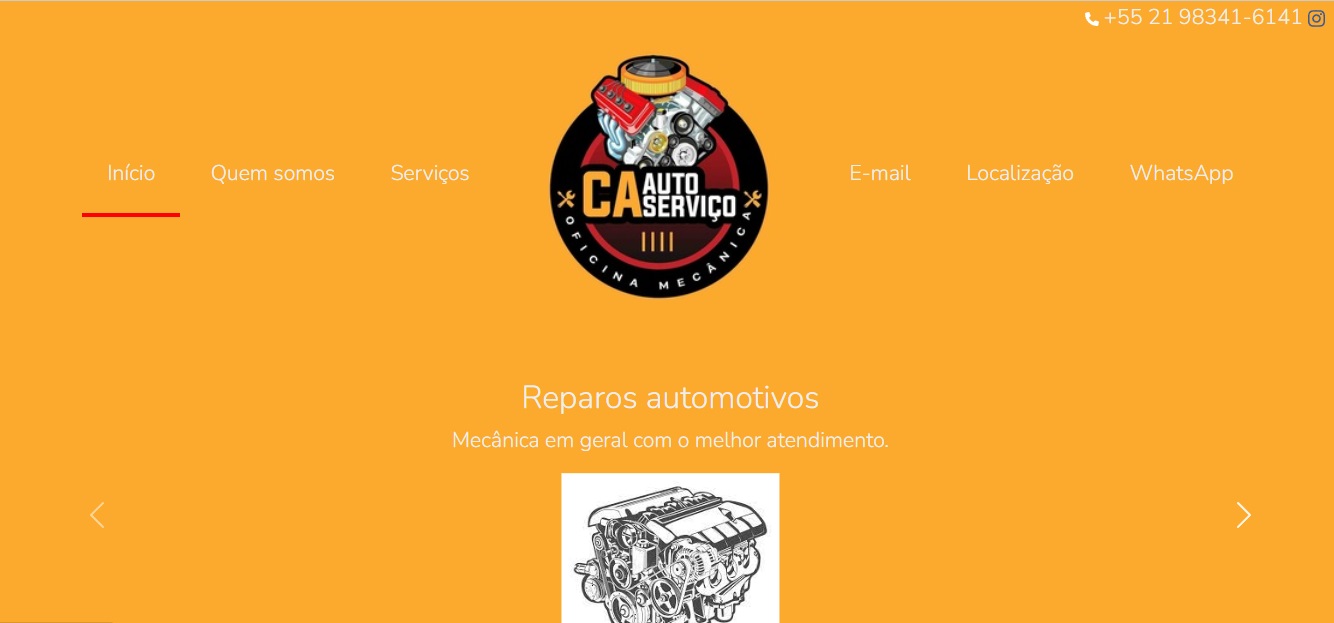 +55 21 98341-6141
Início
Quem somos
Serviços
CA AUTO
SERVIÇO
OFICINA MECÂNICA
E-mail
Localização
WhatsApp
Reparos automotivos
Mecânica em geral com o melhor atendimento.